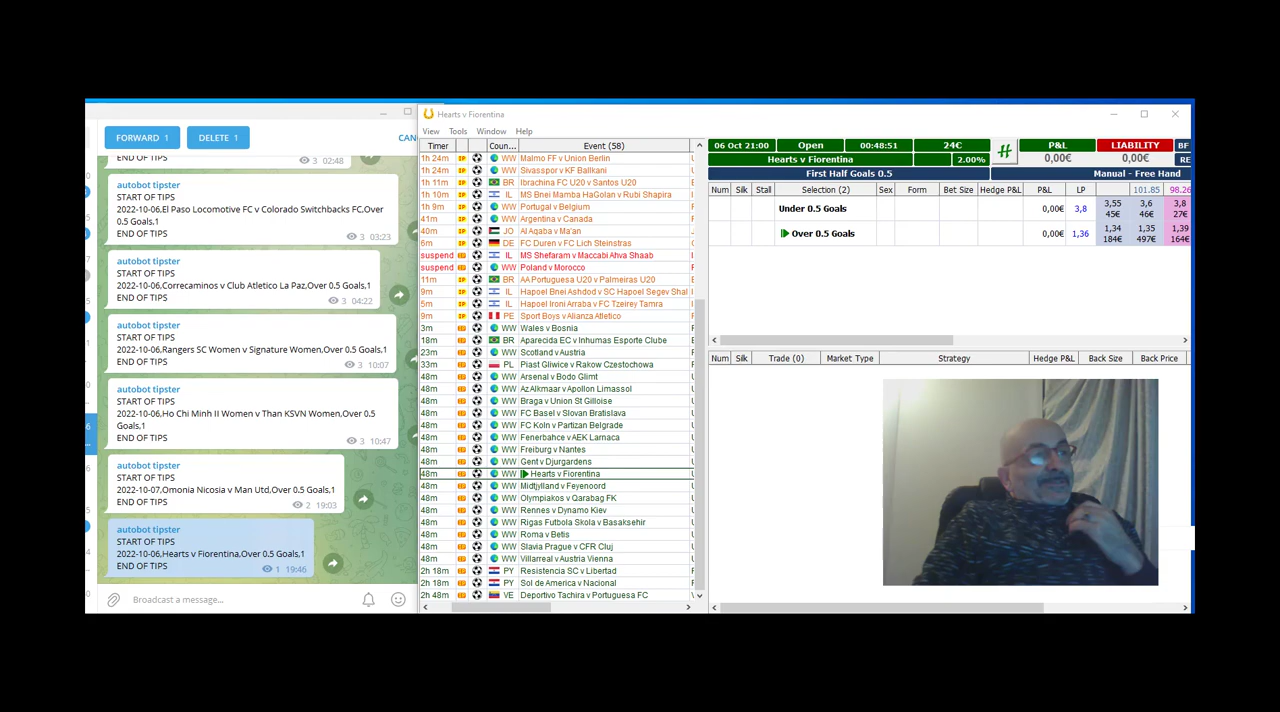 FORWARD 1
DELETE 1
CAN
END OF TIPS
3 02:48
autobot tipster
START OF TIPS
2022-10-06,El Paso Locomotive FC v Colorado Switchbacks FC,Over
0.5 Goals,1
END OF TIPS
3 03:23
autobot tipster
START OF TIPS
2022-10-06,Correcaminos v Club Atletico La Paz,Over 0.5 Goals,1
END OF TIPS
3 04:22
autobot tipster
START OF TIPS
2022-10-06,Rangers SC Women v Signature Women,Over 0.5 Goals,1
END OF TIPS
3 10:07
autobot tipster
START OF TIPS
2022-10-06,Ho Chi Minh II Women v Than KSVN Women,Over 0.5
Goals,1
END OF TIPS
3 10:47
autobot tipster
START OF TIPS
2022-10-07,Omonia Nicosia v Man Utd,Over 0.5 Goals,1
END OF TIPS
2 19:03
autobot tipster
START OF TIPS
2022-10-06,Hearts v Fiorentina,Over 0.5 Goals,1
END OF TIPS
1 19:46
Broadcast a message...
Hearts v Fiorentina
View Tools Window Help
Timer Coun... Event (58)
1h 24m IP WW Malmo FF v Union Berlin
1h 24m IP WW Sivasspor v KF Ballkani
1h 11m IP BR Ibrachina FC U20 v Santos U20
1h 10m IP IL MS Bnei Mamba HaGolan v Rubi Shapira
1h 9m IP WW Portugal v Belgium
41m IP WW Argentina v Canada
40m IP JO Al Aqaba v Ma'an
6m IP DE FC Duren v FC Lich Steinstras
suspend IL MS Shefaram v Maccabi Ahva Shaab
suspend WW Poland v Morocco
11m IP BR AA Portuguesa U20 v Palmeiras U20
9m IP IL Hapoel Bnei Ashdod v SC Hapoel Segev Shal
5m IP IL Hapoel Ironi Arraba v FC Tzeirey Tamra
9m IP PE Sport Boys v Alianza Atletico
3m WW Wales v Bosnia
18m BR Aparecida EC v Inhumas Esporte Clube
23m WW Scotland v Austria
33m PL Piast Gliwice v Rakow Czestochowa
48m WW Arsenal v Bodo Glimt
48m WW Az Alkmaar v Apollon Limassol
48m WW Braga v Union St Gilloise
48m WW FC Basel v Slovan Bratislava
48m WW FC Koln v Partizan Belgrade
48m WW Fenerbahce v AEK Larnaca
48m WW Freiburg v Nantes
48m WW Gent v Djurgardens
48m WW Hearts v Fiorentina
48m WW Midtjylland v Feyenoord
48m WW Olympiakos v Qarabag FK
48m WW Rennes v Dynamo Kiev
48m WW Rigas Futbola Skola v Basaksehir
48m WW Roma v Betis
48m WW Slavia Prague v CFR Cluj
48m WW Villarreal v Austria Vienna
2h 18m PY Resistencia SC v Libertad
2h 18m PY Sol de America v Nacional
2h 48m VE Deportivo Tachira v Portuguesa FC
06 Oct 21:00 Open 00:48:51 24€ P&L LIABILITY BF
Hearts v Fiorentina 2.00% 0,00€ 0,00€ RE
First Half Goals 0.5 Manual - Free Hand
Num Silk Stall Selection (2) Sex Form Bet Size Hedge P&L P&L LP 101.85 98.26
Under 0.5 Goals 0,00€ 3,8 3,55 3,6 3,8
45€ 46€ 27€
Over 0.5 Goals 0,00€ 1,36 1,34 1,35 1,39
184€ 497€ 164€
Num Silk Trade (0) Market Type Strategy Hedge P&L Back Size Back Price